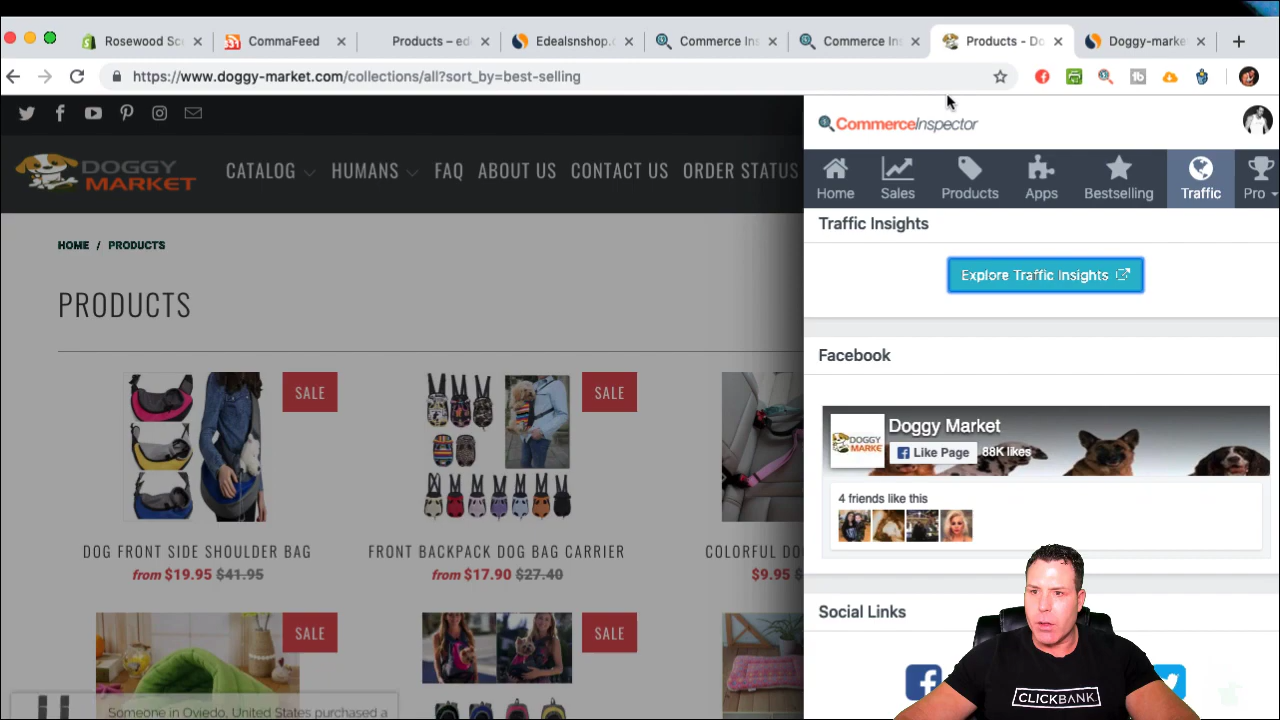 Rosewood Sc
CommaFeed
Products – ed
Edealsnshop.c
Commerce Ins
Commerce Ins
Products - Do
Doggy-marke
https://www.doggy-market.com/collections/all?sort_by=best-selling
CommerceInspector
DOGGY
MARKET
CATALOG
HUMANS
FAQ
ABOUT US
CONTACT US
ORDER STATUS
Home
Sales
Products
Apps
Bestselling
Traffic
Pro
Traffic Insights
Explore Traffic Insights
HOME / PRODUCTS
PRODUCTS
Facebook
SALE
SALE
DOGGY
MARKE
Doggy Market
Like Page
88K likes
4 friends like this
DOG FRONT SIDE SHOULDER BAG
from $19.95 $41.95
FRONT BACKPACK DOG BAG CARRIER
from $17.90 $27.40
COLORFUL DO
$9.95
SALE
SALE
Social Links
CLICKBANK
Someone in Oviedo, United States purchased a